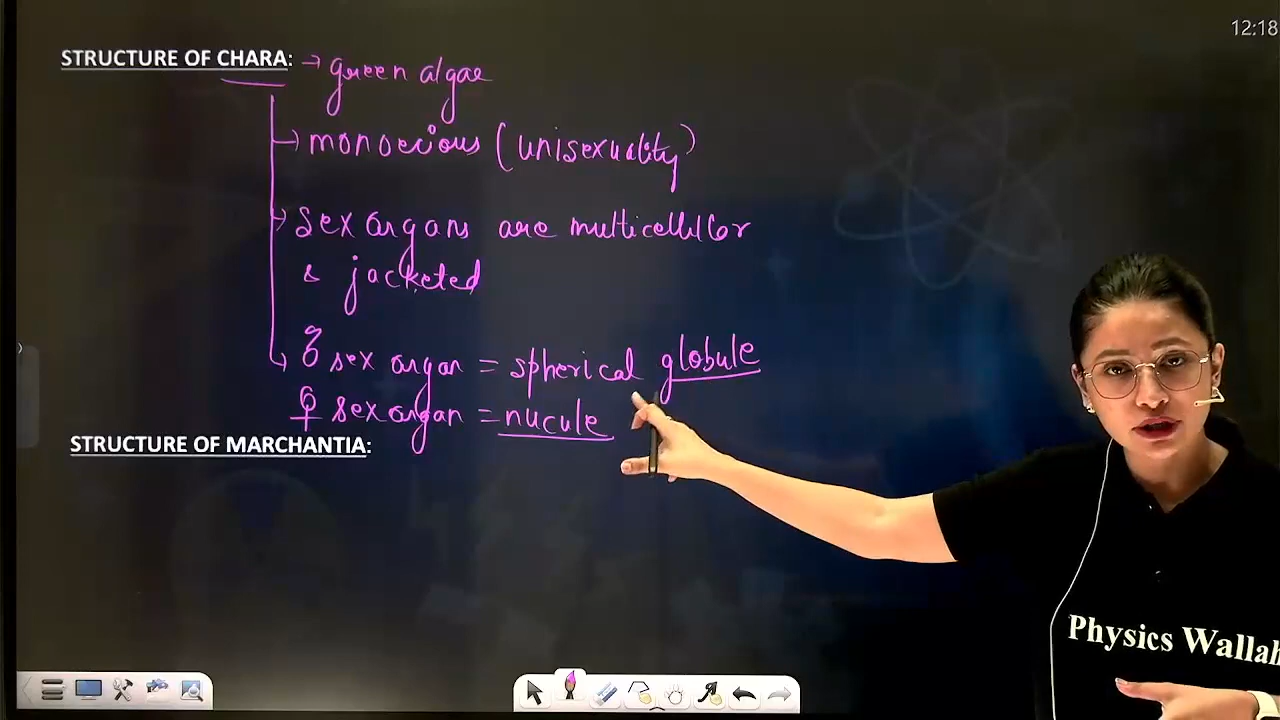 12:18
STRUCTURE OF CHARA: → green algae
→ monoecious (unisexuality)
→ sex organs are multicellular
& jacketed
→ ♂ sex organ = spherical globule
♀ sex organ = nucule
STRUCTURE OF MARCHANTIA:
Physics Wallah